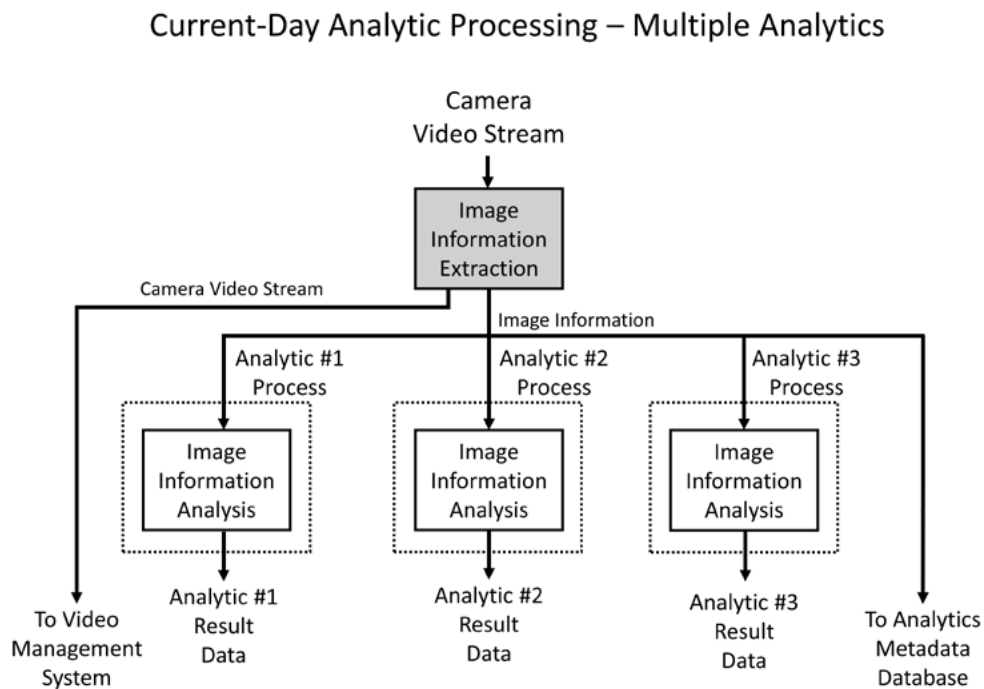 Current-Day Analytic Processing – Multiple Analytics
Camera
Video Stream
Image
Information
Extraction
Camera Video Stream
Image Information
Analytic #1
Process
Analytic #2
Process
Analytic #3
Process
Image
Information
Analysis
Image
Information
Analysis
Image
Information
Analysis
To Video
Management
System
Analytic #1
Result
Data
Analytic #2
Result
Data
Analytic #3
Result
Data
To Analytics
Metadata
Database